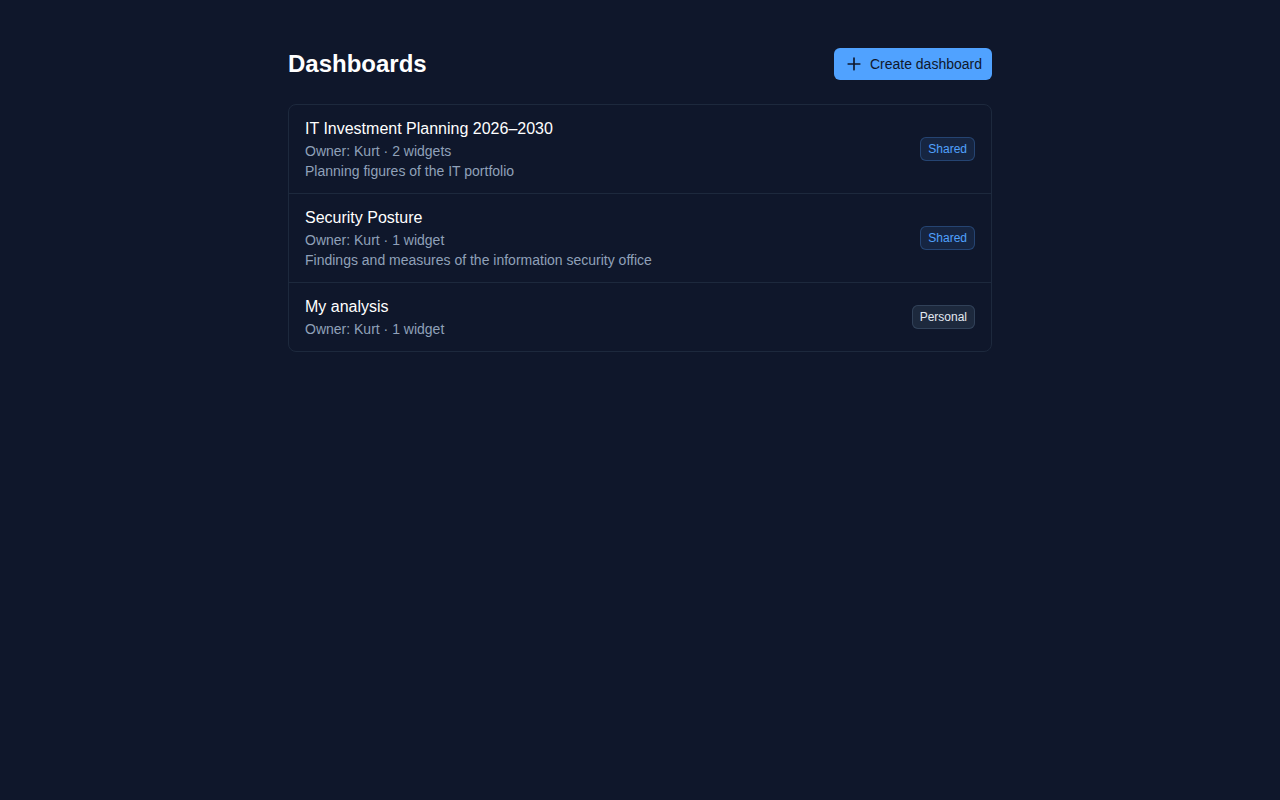 Dashboards
Create dashboard
IT Investment Planning 2026–2030
Owner: Kurt · 2 widgets
Planning figures of the IT portfolio
Shared
Security Posture
Owner: Kurt · 1 widget
Findings and measures of the information security office
Shared
My analysis
Owner: Kurt · 1 widget
Personal